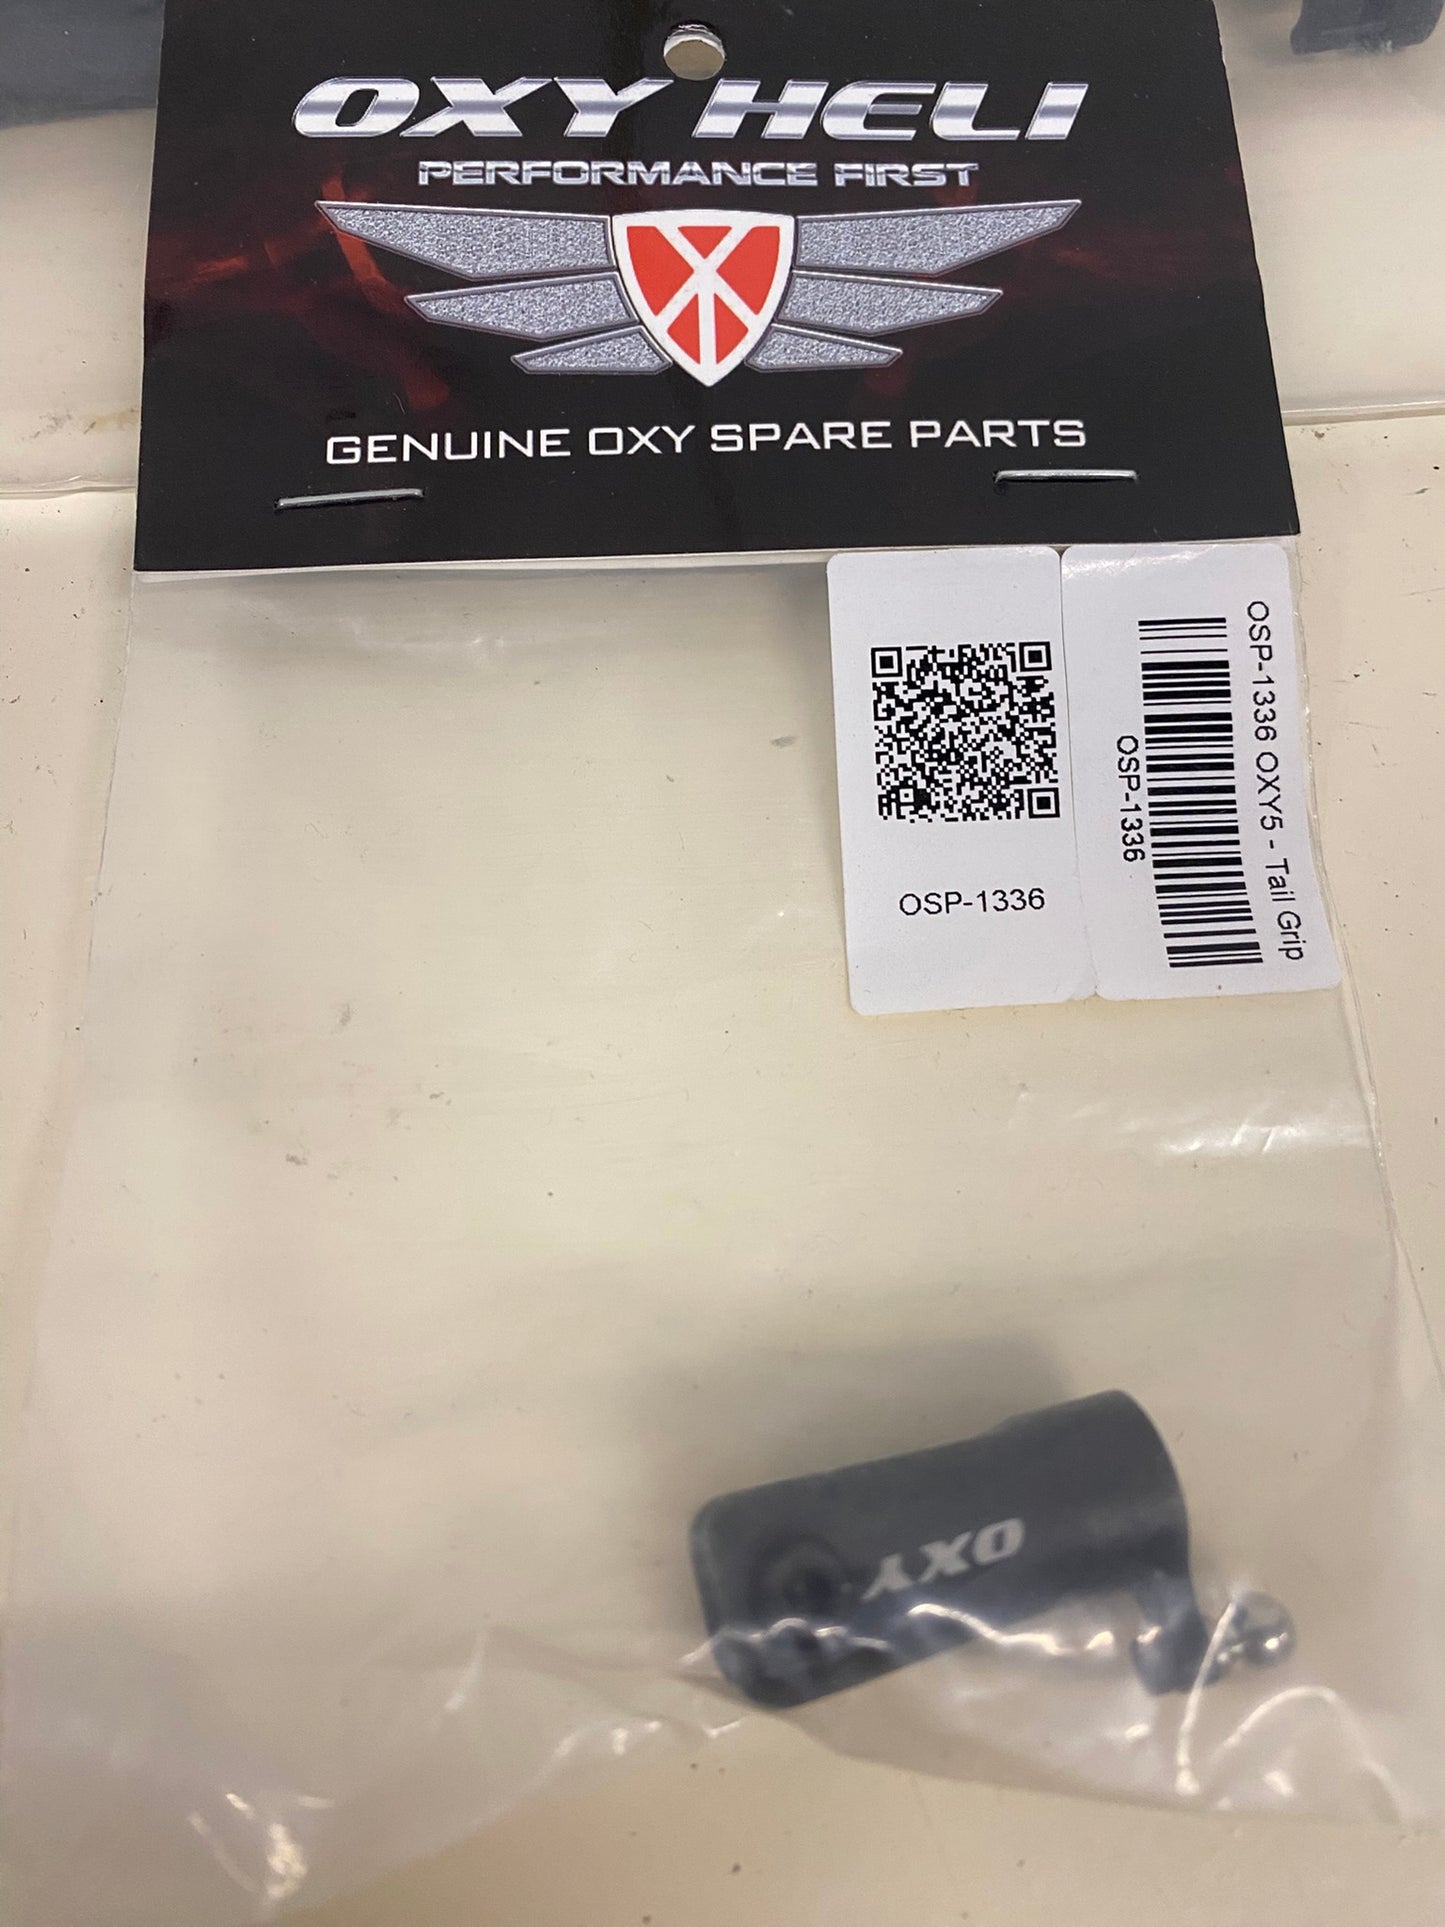 OXY HELI
PERFORMANCE FIRST
GENUINE OXY SPARE PARTS
OSP-1336
OSP-1336 OXY5 - Tail Grip
OSP-1336
OXY